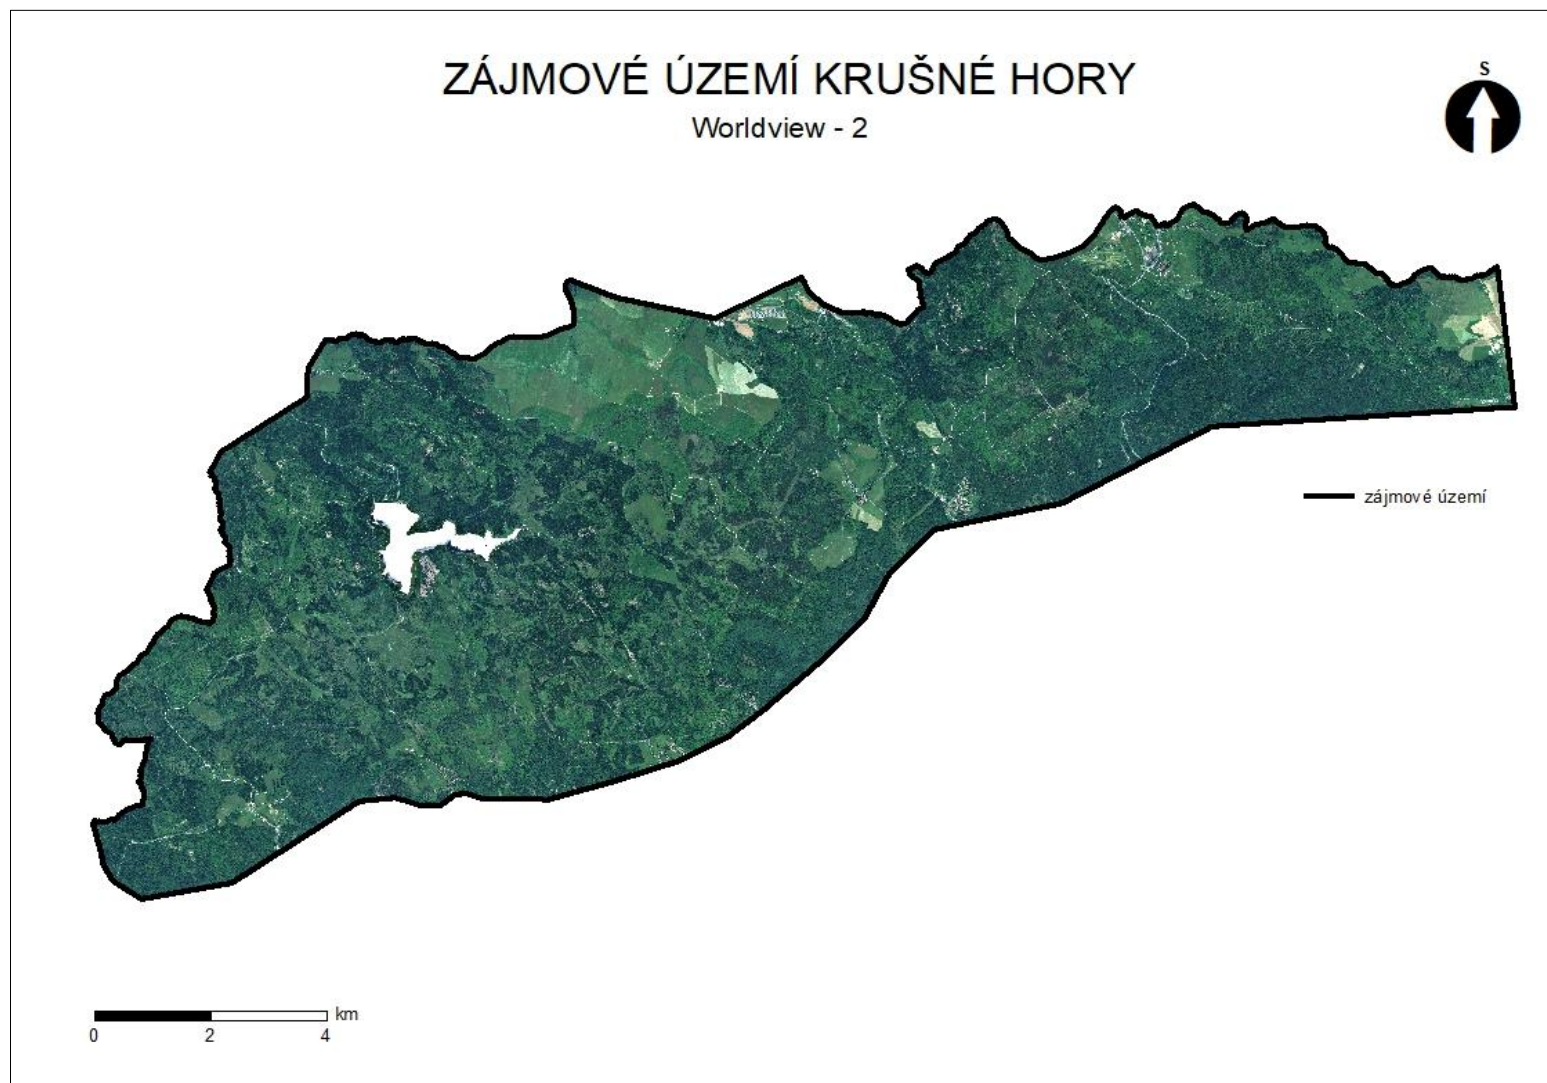 ZÁJMOVÉ ÚZEMÍ KRUŠNÉ HORY
Worldview - 2
S
zájmové území
km
0 2 4